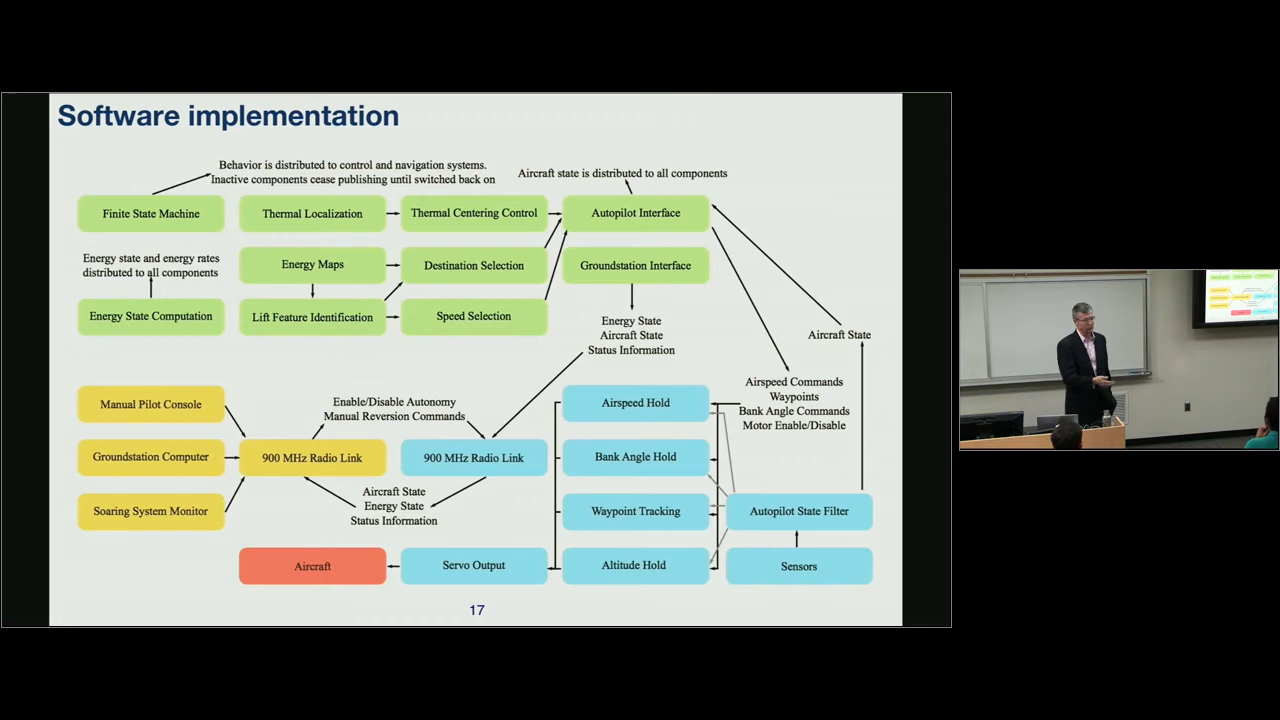 Software implementation
Behavior is distributed to control and navigation systems.
Inactive components cease publishing until switched back on
Aircraft state is distributed to all components
Finite State Machine
Thermal Localization
Thermal Centering Control
Autopilot Interface
Energy state and energy rates
distributed to all components
Energy Maps
Destination Selection
Groundstation Interface
Energy State Computation
Lift Feature Identification
Speed Selection
Energy State
Aircraft State
Status Information
Aircraft State
Airspeed Commands
Waypoints
Bank Angle Commands
Motor Enable/Disable
Manual Pilot Console
Enable/Disable Autonomy
Manual Reversion Commands
Airspeed Hold
Groundstation Computer
900 MHz Radio Link
900 MHz Radio Link
Bank Angle Hold
Soaring System Monitor
Aircraft State
Energy State
Status Information
Waypoint Tracking
Autopilot State Filter
Aircraft
Servo Output
Altitude Hold
Sensors
17